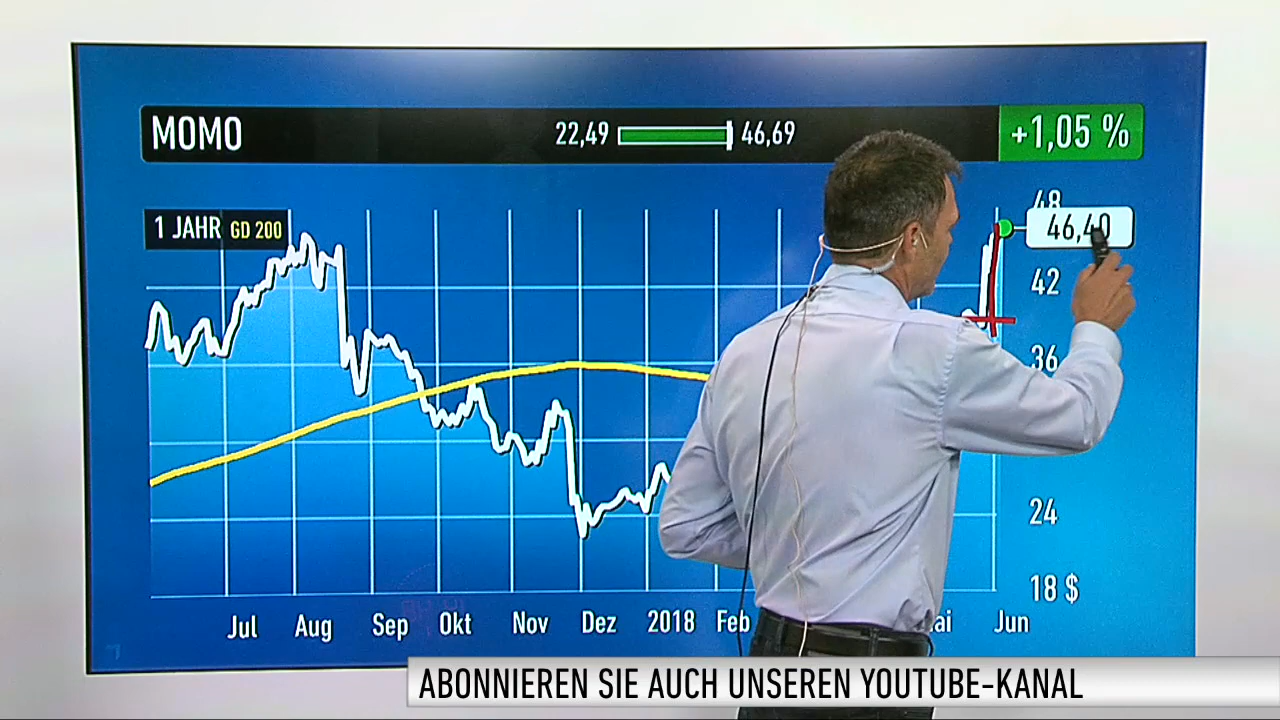 MOMO 22,49 46,69 +1,05 %
1 JAHR GD 200
48
46,40
42
36
24
18 $
Jul Aug Sep Okt Nov Dez 2018 Feb Jun
ABONNIEREN SIE AUCH UNSEREN YOUTUBE-KANAL